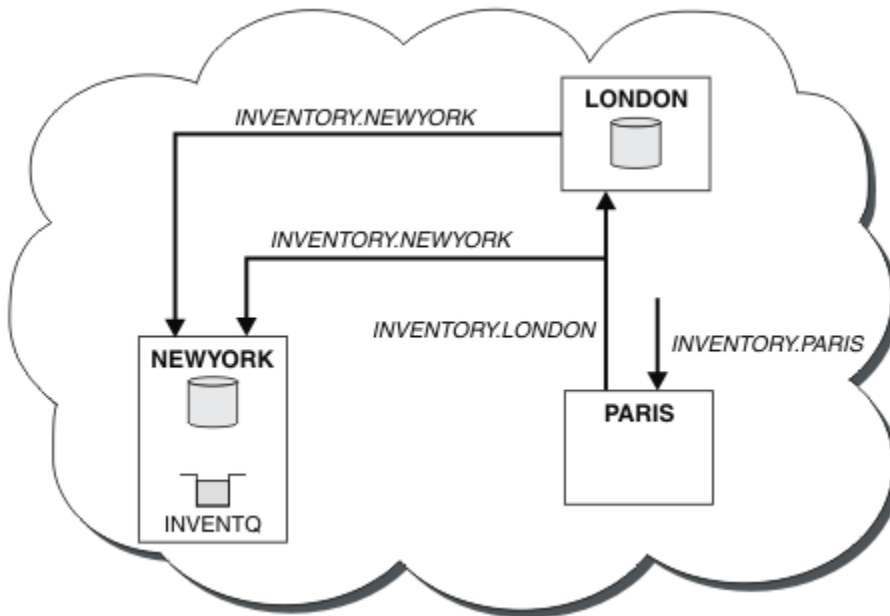 LONDON
INVENTORY.NEWYORK
INVENTORY.NEWYORK
INVENTORY.LONDON
INVENTORY.PARIS
NEWYORK
PARIS
INVENTQ